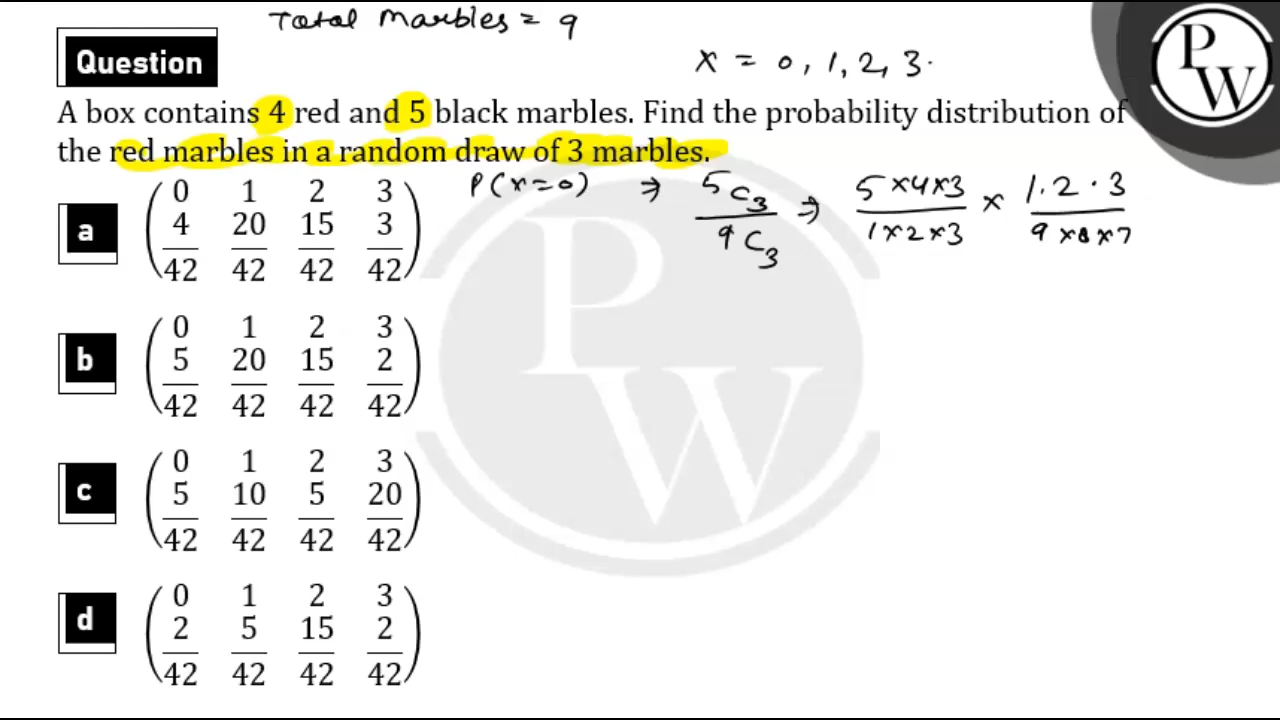 Total Marbles = 9
Question
x = 0, 1, 2, 3.
PW
A box contains 4 red and 5 black marbles. Find the probability distribution of
the red marbles in a random draw of 3 marbles.
P(x=0) ⇒ 5C3/9C3 ⇒ 5×4×3/1×2×3 × 1.2.3/9×8×7
a
0 1 2 3
4 20 15 3
42 42 42 42
b
0 1 2 3
5 20 15 2
42 42 42 42
c
0 1 2 3
5 10 5 20
42 42 42 42
d
0 1 2 3
2 5 15 2
42 42 42 42
PW